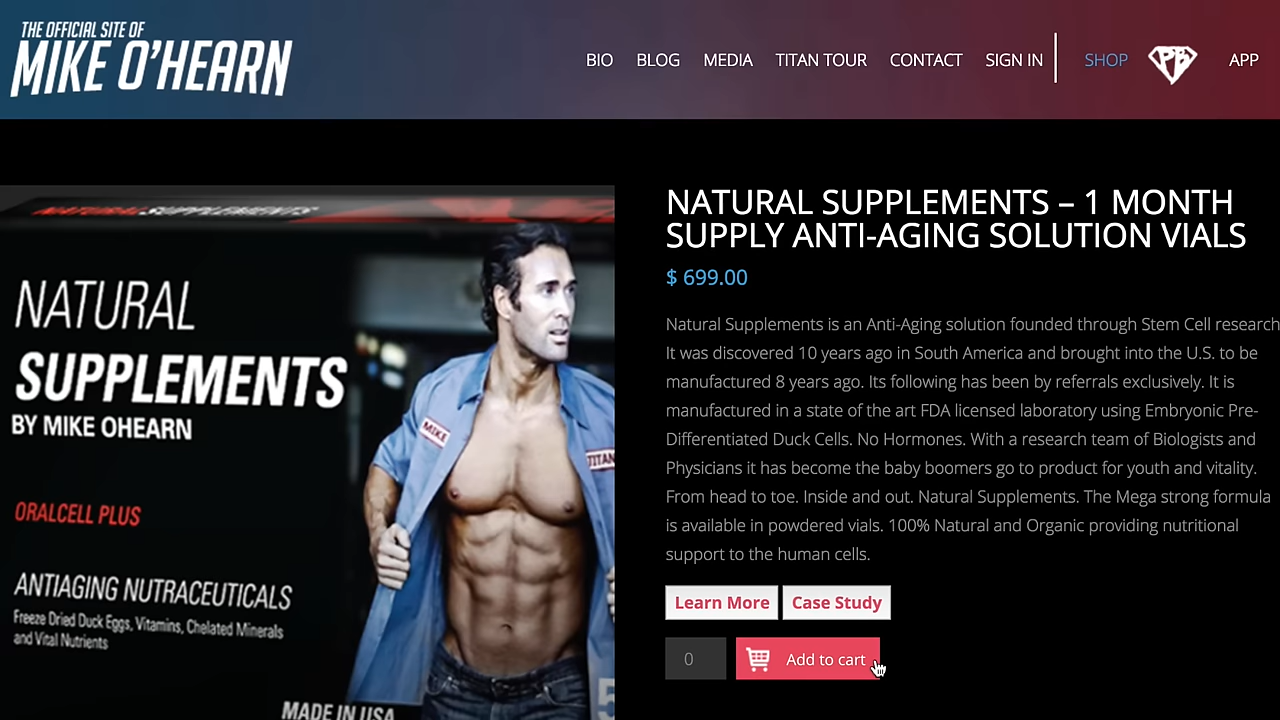 THE OFFICIAL SITE OF
MIKE O'HEARN
BIO BLOG MEDIA TITAN TOUR CONTACT SIGN IN SHOP PB APP
NATURAL SUPPLEMENTS
NATURAL
SUPPLEMENTS
BY MIKE OHEARN
ORALCELL PLUS
ANTIAGING NUTRACEUTICALS
Freeze Dried Duck Eggs, Vitamins, Chelated Minerals
and Vital Nutrients
MADE IN USA
MIKE
TITAN
5
NATURAL SUPPLEMENTS – 1 MONTH
SUPPLY ANTI-AGING SOLUTION VIALS
$ 699.00
Natural Supplements is an Anti-Aging solution founded through Stem Cell research
It was discovered 10 years ago in South America and brought into the U.S. to be
manufactured 8 years ago. Its following has been by referrals exclusively. It is
manufactured in a state of the art FDA licensed laboratory using Embryonic Pre-
Differentiated Duck Cells. No Hormones. With a research team of Biologists and
Physicians it has become the baby boomers go to product for youth and vitality.
From head to toe. Inside and out. Natural Supplements. The Mega strong formula
is available in powdered vials. 100% Natural and Organic providing nutritional
support to the human cells.
Learn More Case Study
0 Add to cart